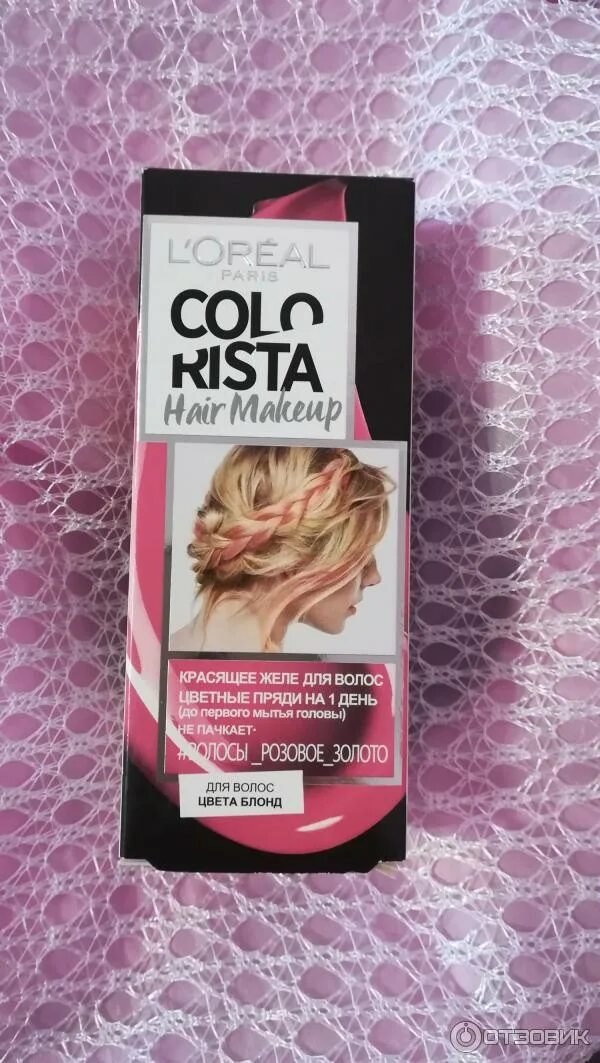 L'ORÉAL
PARIS
COLO
RISTA
Hair Makeup
КРАСЯЩЕЕ ЖЕЛЕ ДЛЯ ВОЛОС
ЦВЕТНЫЕ ПРЯДИ НА 1 ДЕНЬ
(до первого мытья головы)
НЕ ПАЧКАЕТ·
#ВОЛОСЫ_РОЗОВОЕ_ЗОЛОТО
ДЛЯ ВОЛОС
ЦВЕТА БЛОНД
ОТЗОВИК